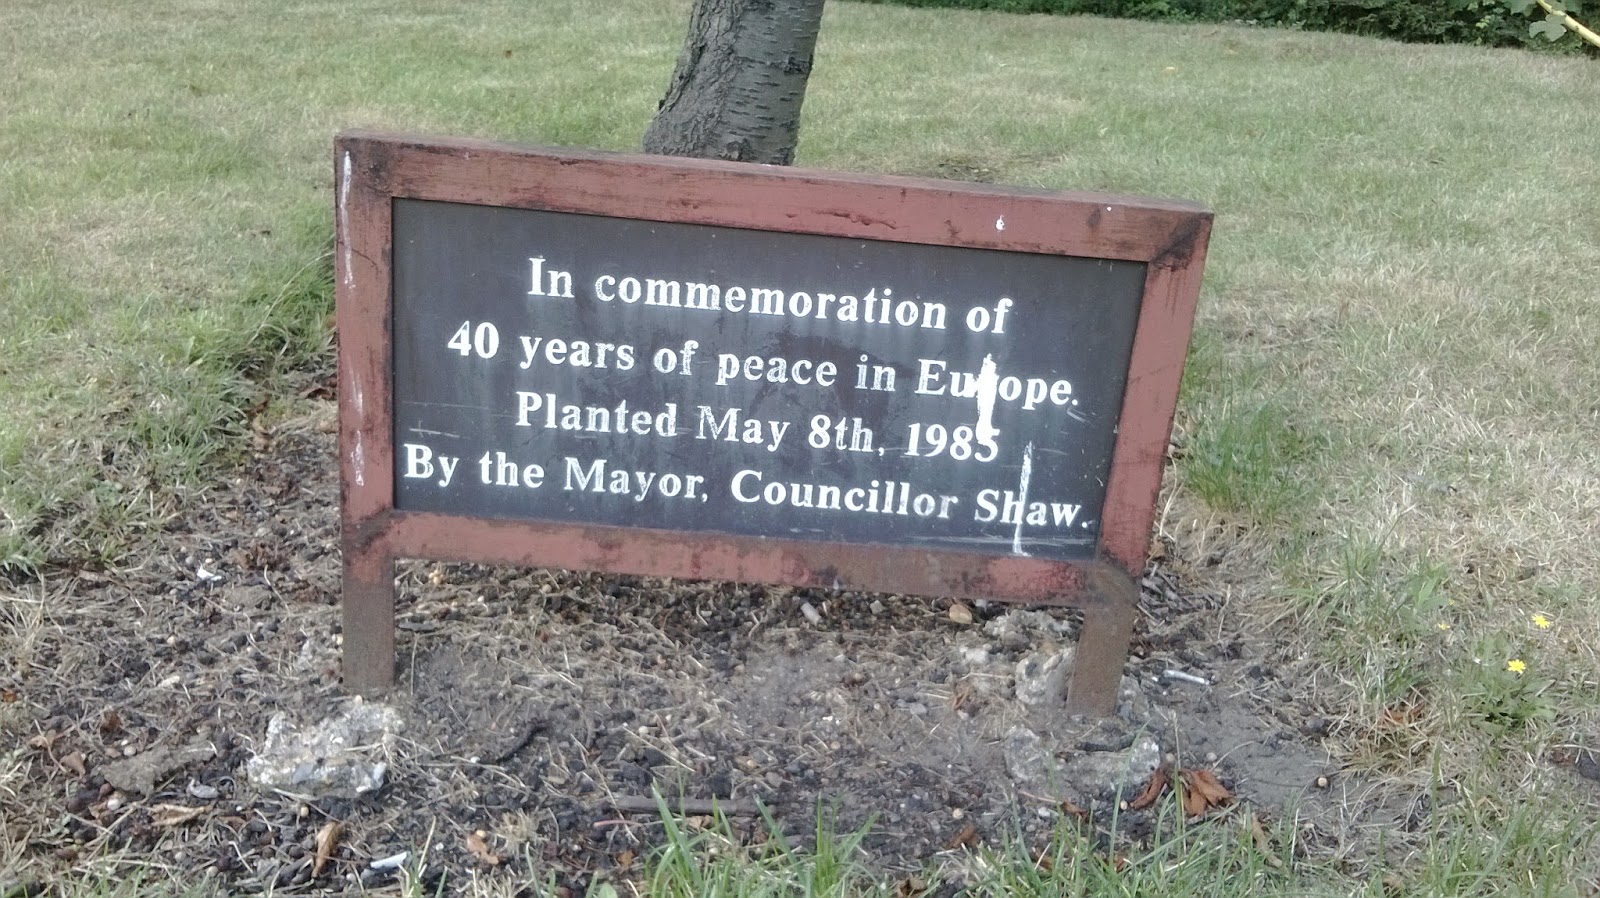 In commemoration of
40 years of peace in Europe.
Planted May 8th, 1985
By the Mayor, Councillor Shaw.